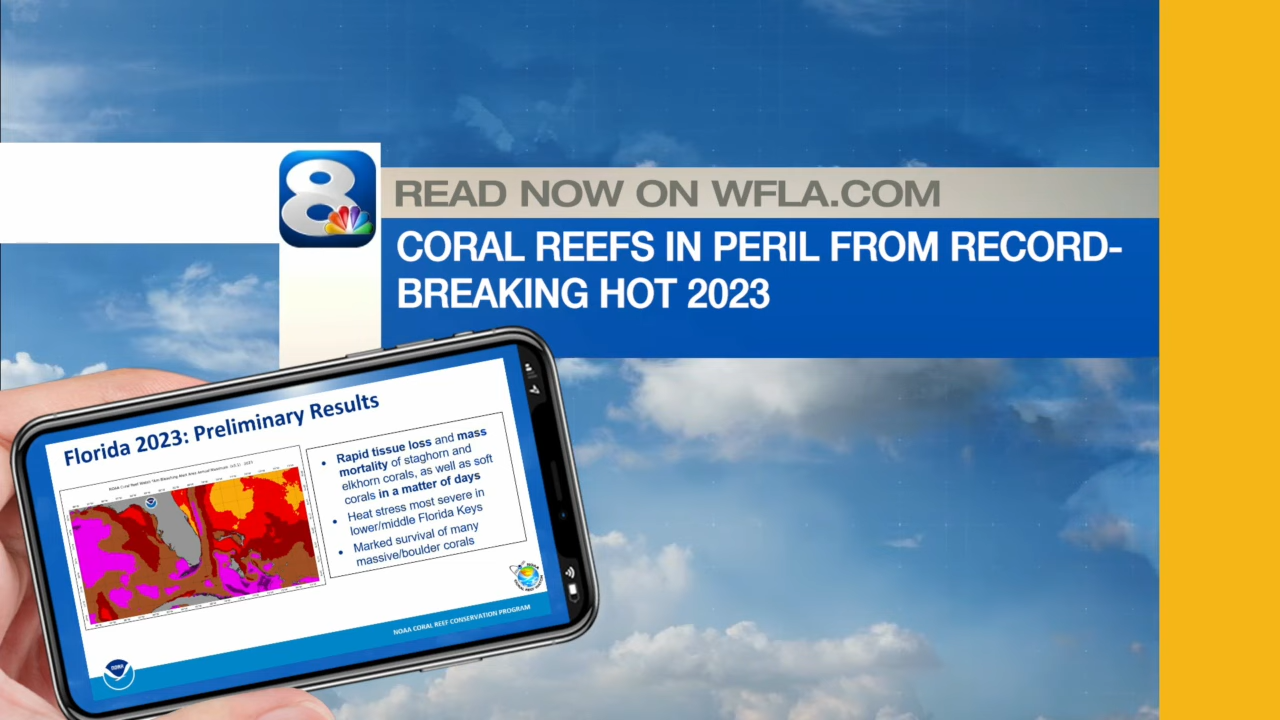 8
READ NOW ON WFLA.COM
CORAL REEFS IN PERIL FROM RECORD-
BREAKING HOT 2023
Florida 2023: Preliminary Results
• Rapid tissue loss and mass
mortality of staghorn and
elkhorn corals, as well as soft
corals in a matter of days
• Heat stress most severe in
lower/middle Florida Keys
• Marked survival of many
massive/boulder corals
NOAA CORAL REEF CONSERVATION PROGRAM
NOAA